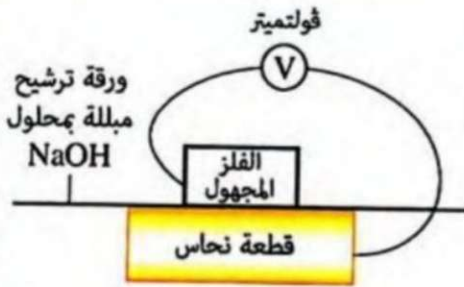 ڤولتميتر
V
ورقة ترشيح
مبللة بمحلول
NaOH
الفلز
المجهول
قطعة نحاس